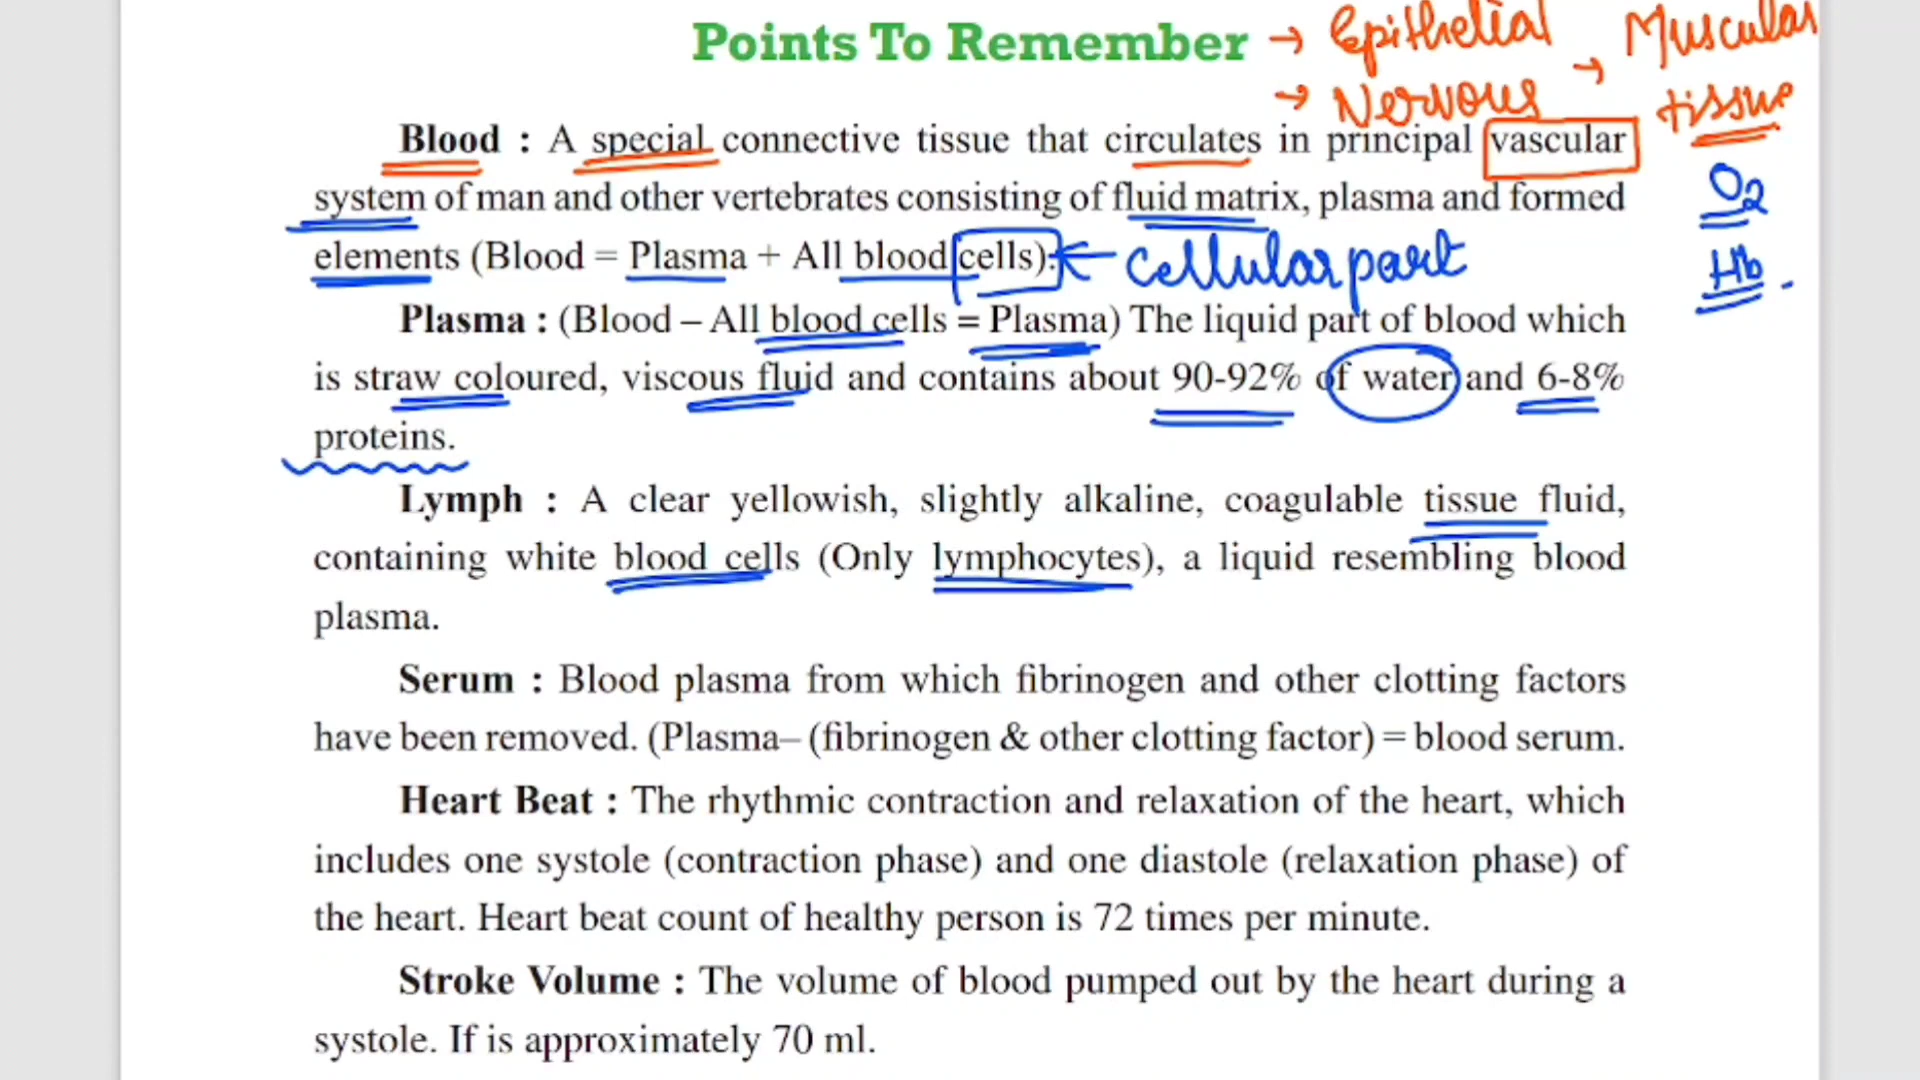 Points To Remember → Epithelial → Muscular
→ Nervous tissue
Blood : A special connective tissue that circulates in principal vascular
system of man and other vertebrates consisting of fluid matrix, plasma and formed O2
elements (Blood = Plasma + All blood cells). ← cellular part Hb.
Plasma : (Blood – All blood cells = Plasma) The liquid part of blood which
is straw coloured, viscous fluid and contains about 90-92% of water and 6-8%
proteins.
Lymph : A clear yellowish, slightly alkaline, coagulable tissue fluid,
containing white blood cells (Only lymphocytes), a liquid resembling blood
plasma.
Serum : Blood plasma from which fibrinogen and other clotting factors
have been removed. (Plasma– (fibrinogen & other clotting factor) = blood serum.
Heart Beat : The rhythmic contraction and relaxation of the heart, which
includes one systole (contraction phase) and one diastole (relaxation phase) of
the heart. Heart beat count of healthy person is 72 times per minute.
Stroke Volume : The volume of blood pumped out by the heart during a
systole. If is approximately 70 ml.